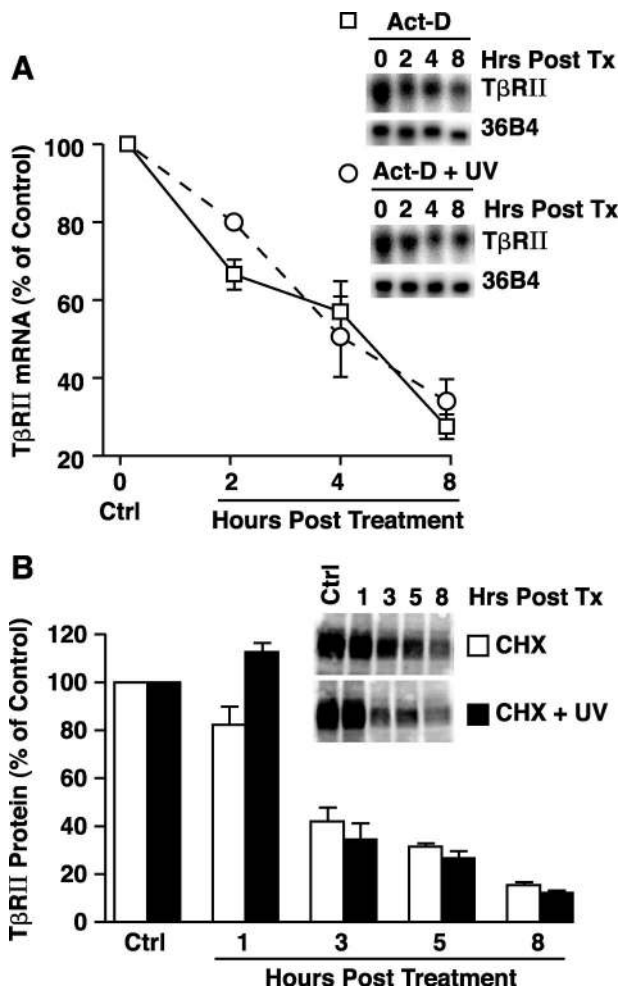 A
Act-D
0 2 4 8 Hrs Post Tx
TβRII
36B4
Act-D + UV
0 2 4 8 Hrs Post Tx
TβRII
36B4
TβRII mRNA (% of Control)
100
80
60
40
20
0 2 4 8
Ctrl Hours Post Treatment
B
Ctrl 1 3 5 8 Hrs Post Tx
CHX
CHX + UV
TβRII Protein (% of Control)
120
100
80
60
40
20
0
Ctrl 1 3 5 8
Hours Post Treatment